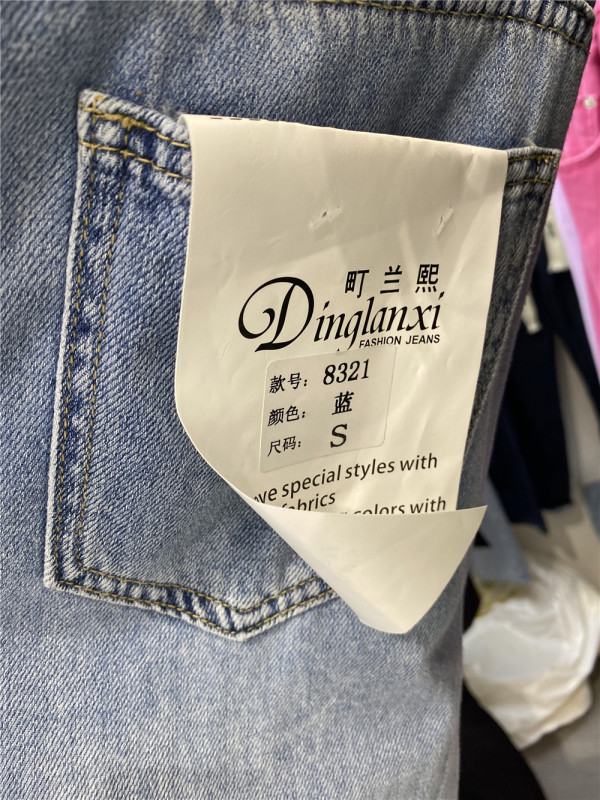 町兰熙
Dinglanxi
FASHION JEANS
款号: 8321
颜色: 蓝
尺码: S
special styles with
fabrics
colors with